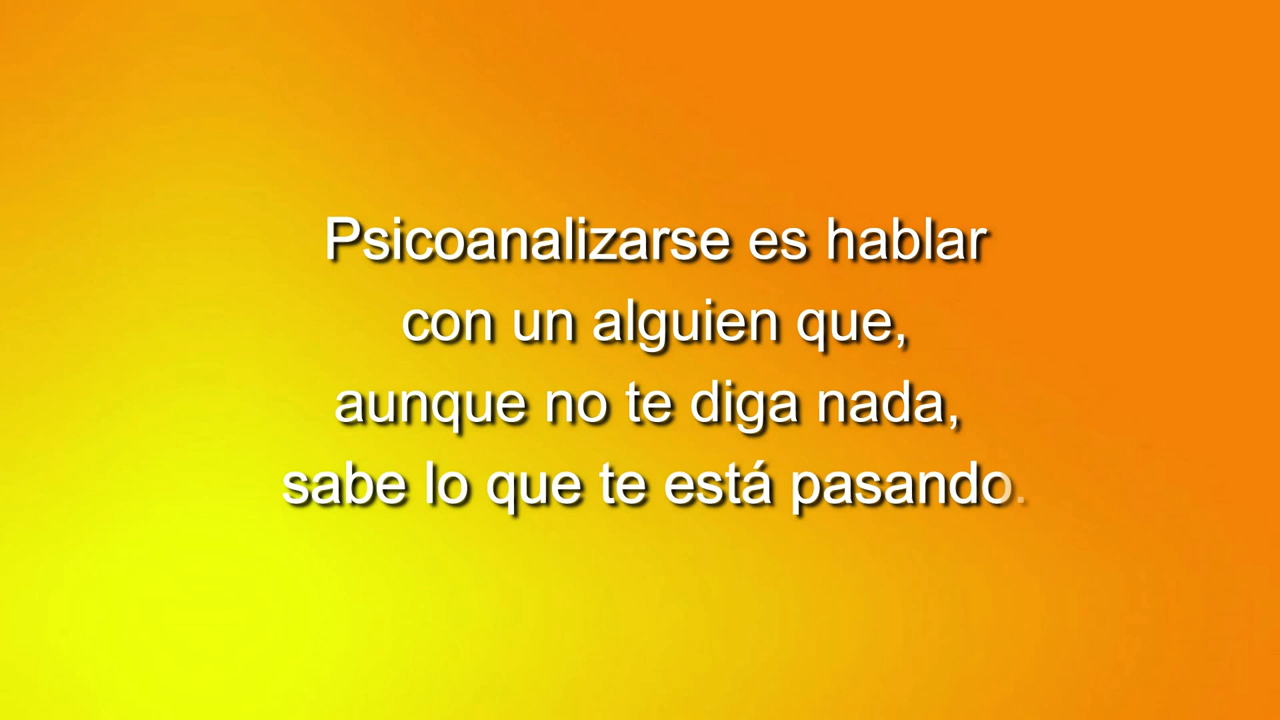 Psicoanalizarse es hablar
con un alguien que,
aunque no te diga nada,
sabe lo que te está pasando.